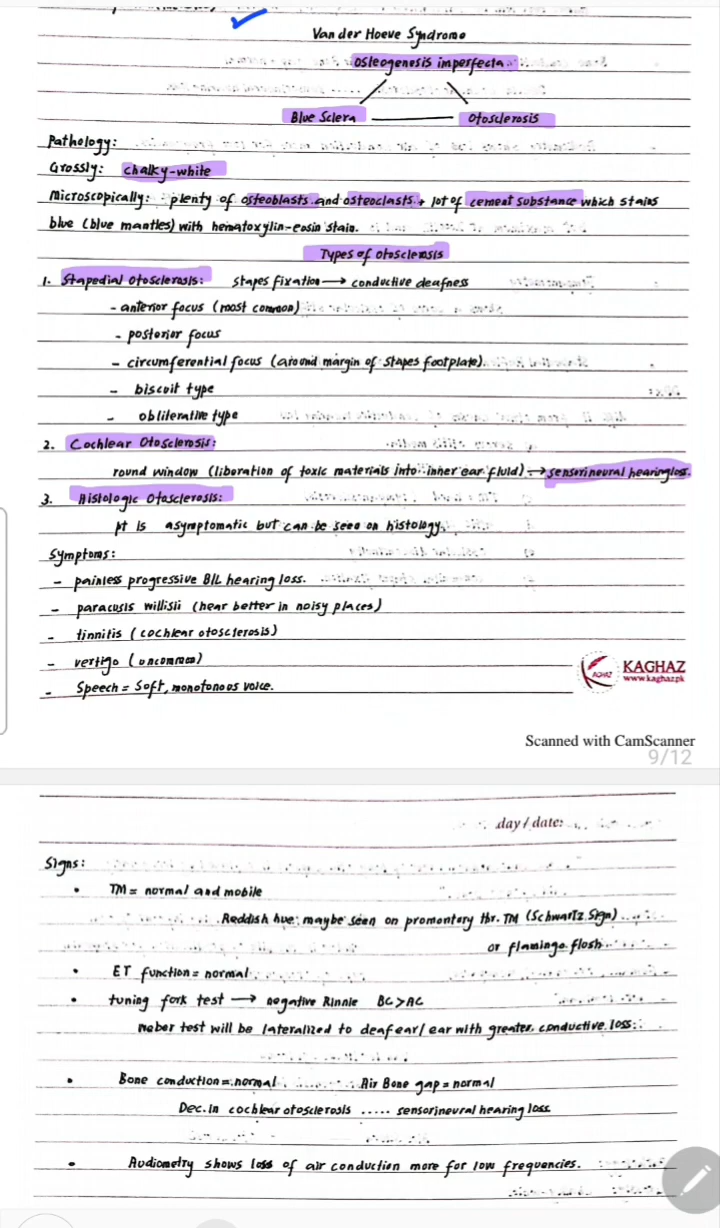 Van der Hoeve Syndrome
Osteogenesis imperfecta
Blue Sclera
Otosclerosis
Pathology:
Grossly: chalky-white
Microscopically: plenty of osteoblasts and osteoclasts + lot of cement substance which stains
blue (blue mantles) with hematoxylin-eosin stain.
Types of otosclerosis
1. Stapedial Otosclerosis: stapes fixation → conductive deafness
- anterior focus (most common)
- posterior focus
- circumferential focus (around margin of stapes footplate)
- biscuit type
- obliterative type
2. Cochlear Otosclerosis:
round window (liberation of toxic materials into inner ear fluid) → sensorineural hearing loss.
3. Histologic Otosclerosis:
Pt is asymptomatic but can be seen on histology.
Symptoms:
- painless progressive B/L hearing loss.
- paracusis willisii (hear better in noisy places)
- tinnitis (cochlear otosclerosis)
- vertigo (uncommon)
- Speech = Soft, monotonous voice.
KAGHAZ
www.kaghaz.pk
Scanned with CamScanner
9/12
day / date:
Signs:
• TM = normal and mobile
Reddish hue maybe seen on promontory thr. TM (Schwartz Sign)
or flamingo flush
• ET function = normal
• tuning fork test → negative Rinnie BC>AC
weber test will be lateralized to deaf ear/ ear with greater conductive loss.
• Bone conduction = normal Air Bone gap = normal
Dec. in cochlear otosclerosis ..... sensorineural hearing loss
• Audiometry shows loss of air conduction more for low frequencies.